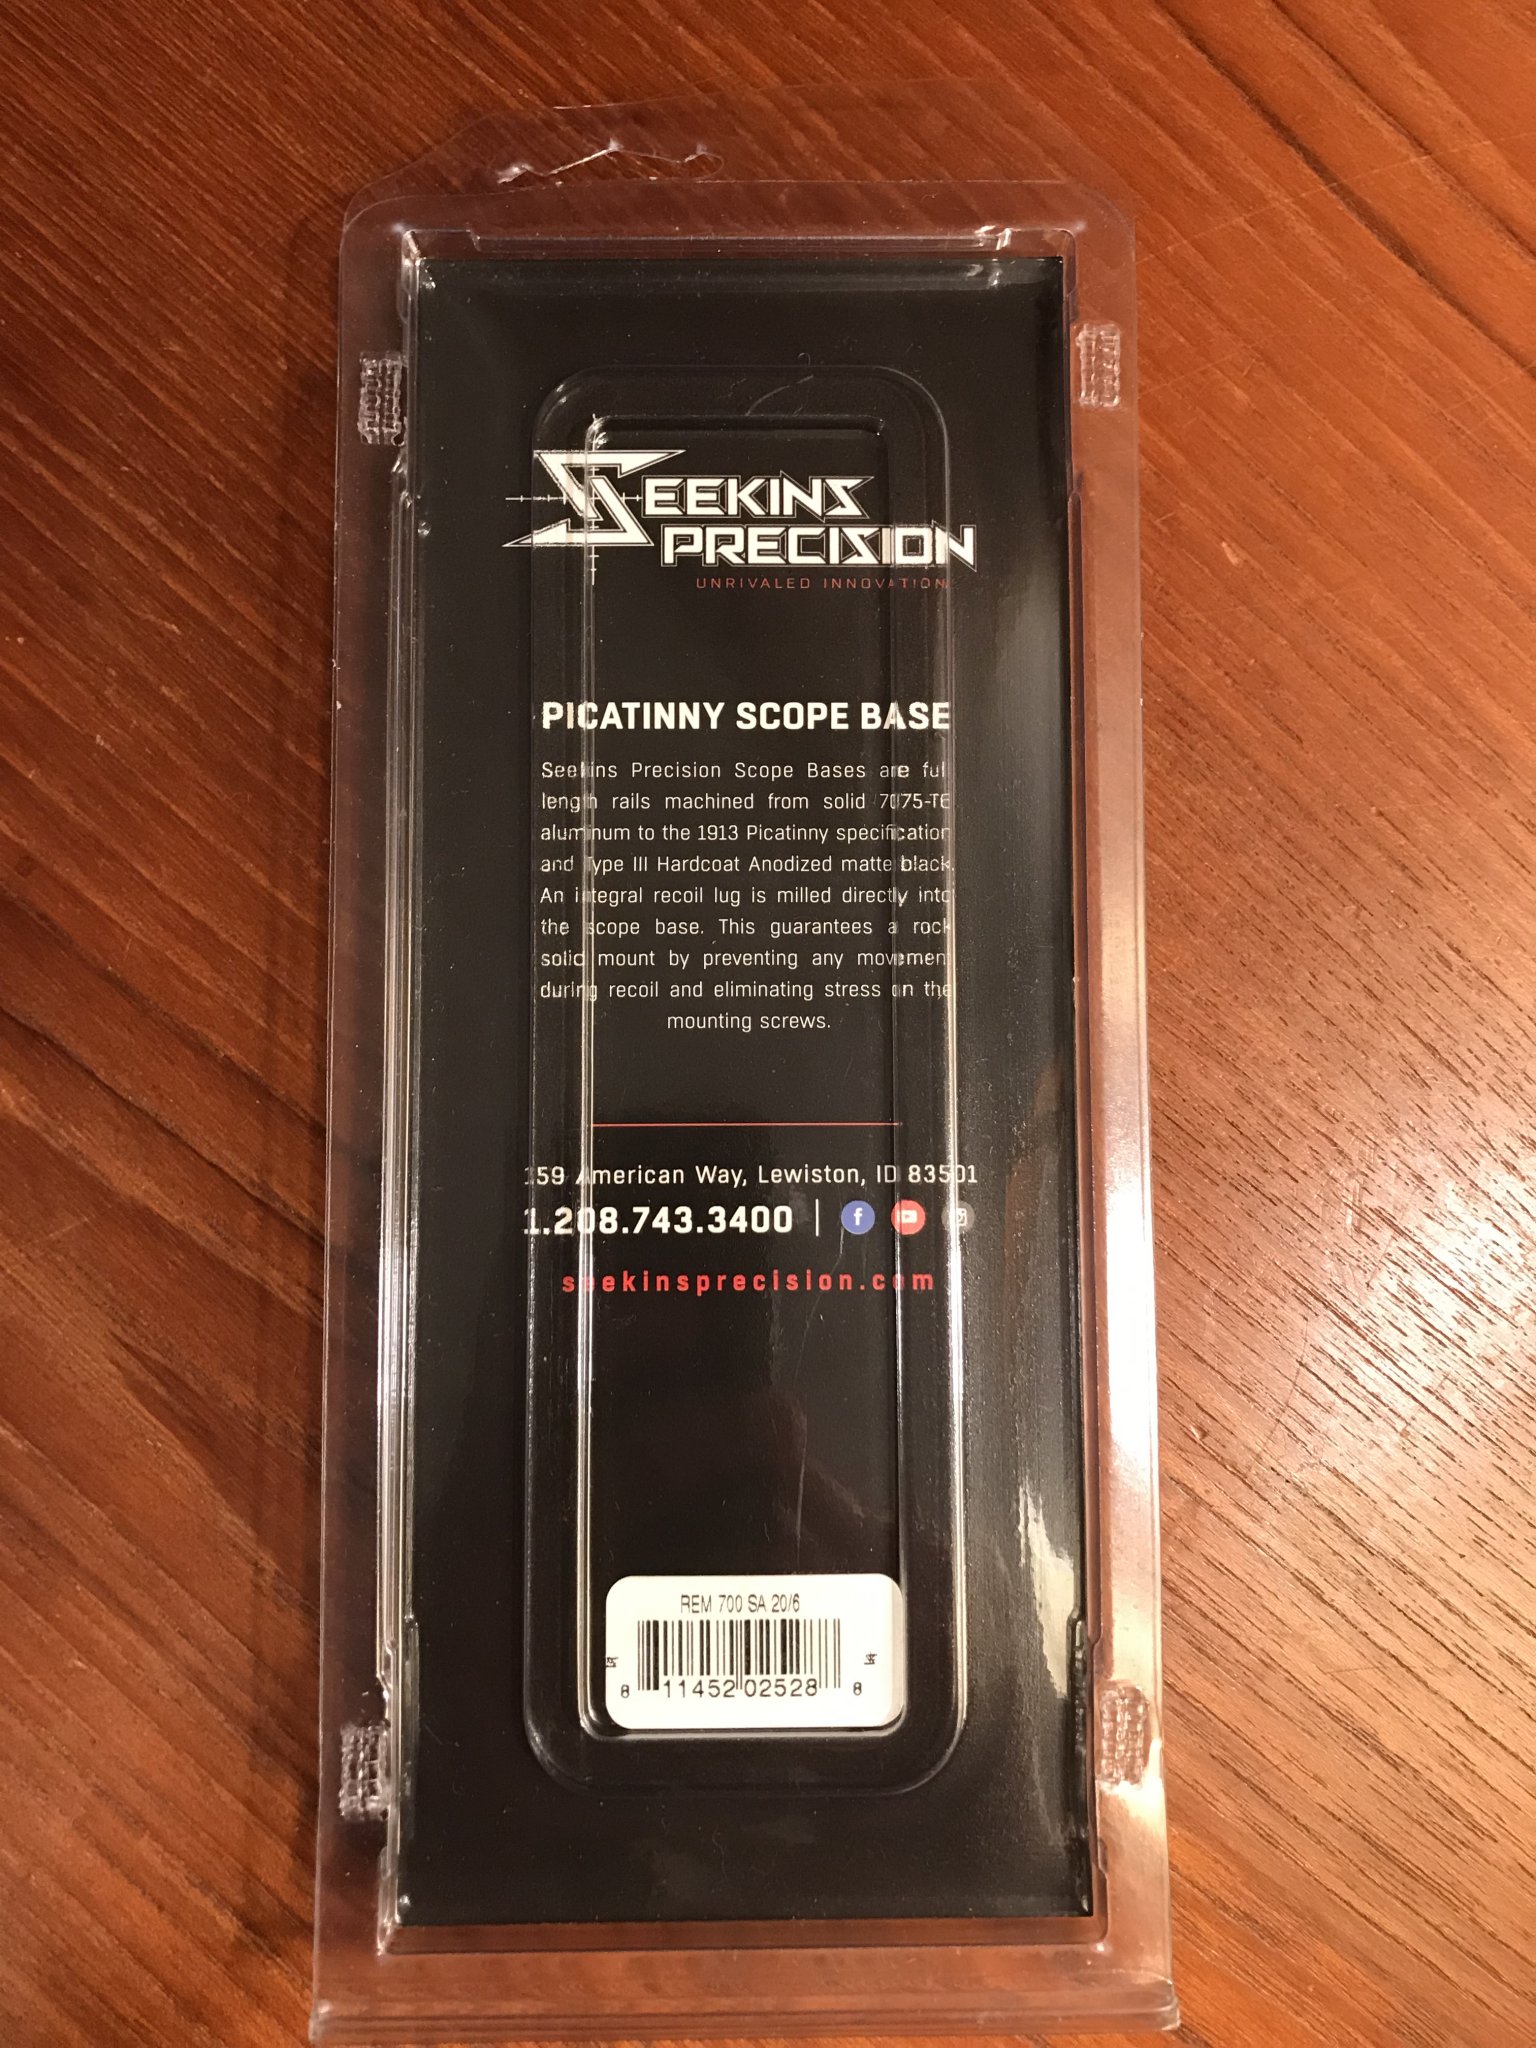 SEEKINS
PRECISION
UNRIVALED INNOVATION
PICATINNY SCOPE BASE
Seekins Precision Scope Bases are full
length rails machined from solid 7075-T6
aluminum to the 1913 Picatinny specification
and Type III Hardcoat Anodized matte black.
An integral recoil lug is milled directly into
the scope base. This guarantees a rock
solid mount by preventing any movement
during recoil and eliminating stress on the
mounting screws.
159 American Way, Lewiston, ID 83501
1.208.743.3400 |
seekinsprecision.com
REM 700 SA 20/6
8 11452 02528 8